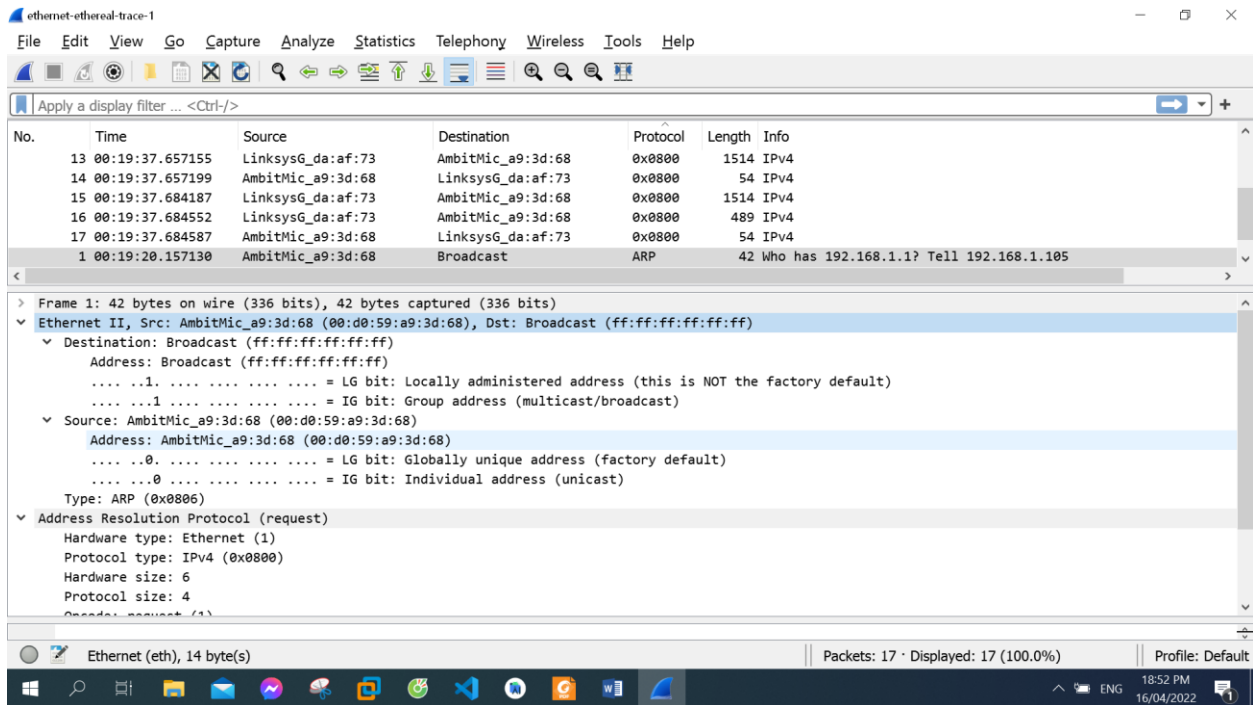 ethernet-ethereal-trace-1
File Edit View Go Capture Analyze Statistics Telephony Wireless Tools Help
Apply a display filter ... <Ctrl-/>
No. Time Source Destination Protocol Length Info
13 00:19:37.657155 LinksysG_da:af:73 AmbitMic_a9:3d:68 0x0800 1514 IPv4
14 00:19:37.657199 AmbitMic_a9:3d:68 LinksysG_da:af:73 0x0800 54 IPv4
15 00:19:37.684187 LinksysG_da:af:73 AmbitMic_a9:3d:68 0x0800 1514 IPv4
16 00:19:37.684552 LinksysG_da:af:73 AmbitMic_a9:3d:68 0x0800 489 IPv4
17 00:19:37.684587 AmbitMic_a9:3d:68 LinksysG_da:af:73 0x0800 54 IPv4
1 00:19:20.157130 AmbitMic_a9:3d:68 Broadcast ARP 42 Who has 192.168.1.1? Tell 192.168.1.105
Frame 1: 42 bytes on wire (336 bits), 42 bytes captured (336 bits)
Ethernet II, Src: AmbitMic_a9:3d:68 (00:d0:59:a9:3d:68), Dst: Broadcast (ff:ff:ff:ff:ff:ff)
Destination: Broadcast (ff:ff:ff:ff:ff:ff)
Address: Broadcast (ff:ff:ff:ff:ff:ff)
.... ..1. .... .... .... .... = LG bit: Locally administered address (this is NOT the factory default)
.... ...1 .... .... .... .... = IG bit: Group address (multicast/broadcast)
Source: AmbitMic_a9:3d:68 (00:d0:59:a9:3d:68)
Address: AmbitMic_a9:3d:68 (00:d0:59:a9:3d:68)
.... ..0. .... .... .... .... = LG bit: Globally unique address (factory default)
.... ...0 .... .... .... .... = IG bit: Individual address (unicast)
Type: ARP (0x0806)
Address Resolution Protocol (request)
Hardware type: Ethernet (1)
Protocol type: IPv4 (0x0800)
Hardware size: 6
Protocol size: 4
Opcode: request (1)
Ethernet (eth), 14 byte(s) Packets: 17 · Displayed: 17 (100.0%) Profile: Default
ENG 18:52 PM
16/04/2022
1